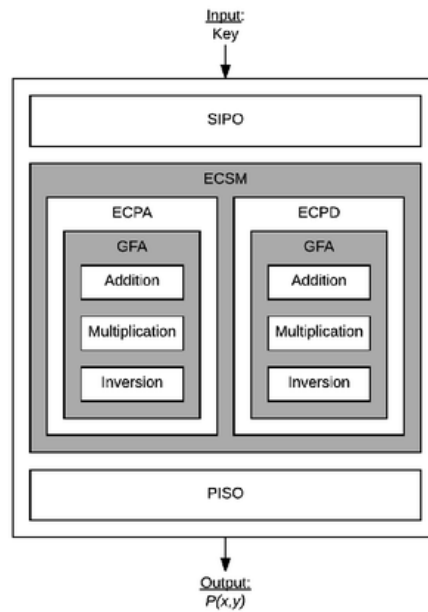 Input:
Key
SIPO
ECSM
ECPA
GFA
Addition
Multiplication
Inversion
ECPD
GFA
Addition
Multiplication
Inversion
PISO
Output:
P(x,y)